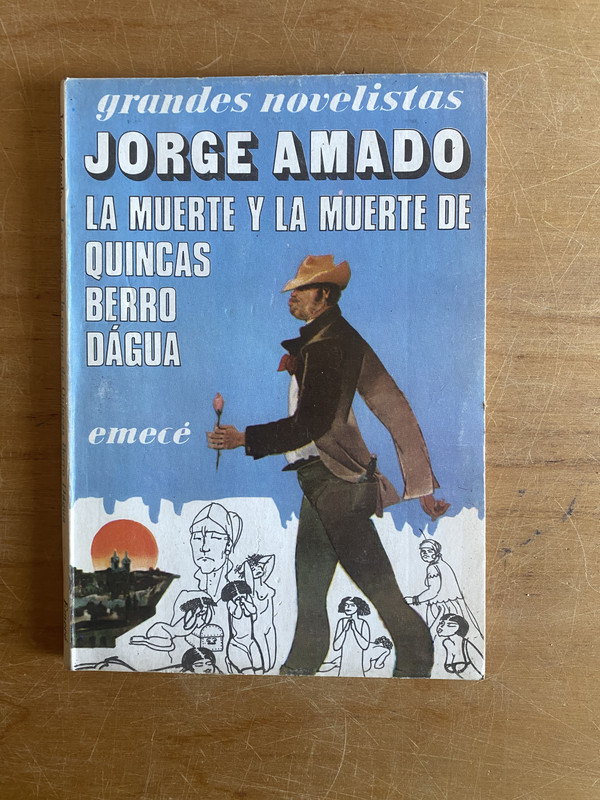 grandes novelistas
JORGE AMADO
LA MUERTE Y LA MUERTE DE
QUINCAS
BERRO
DÁGUA
emecé